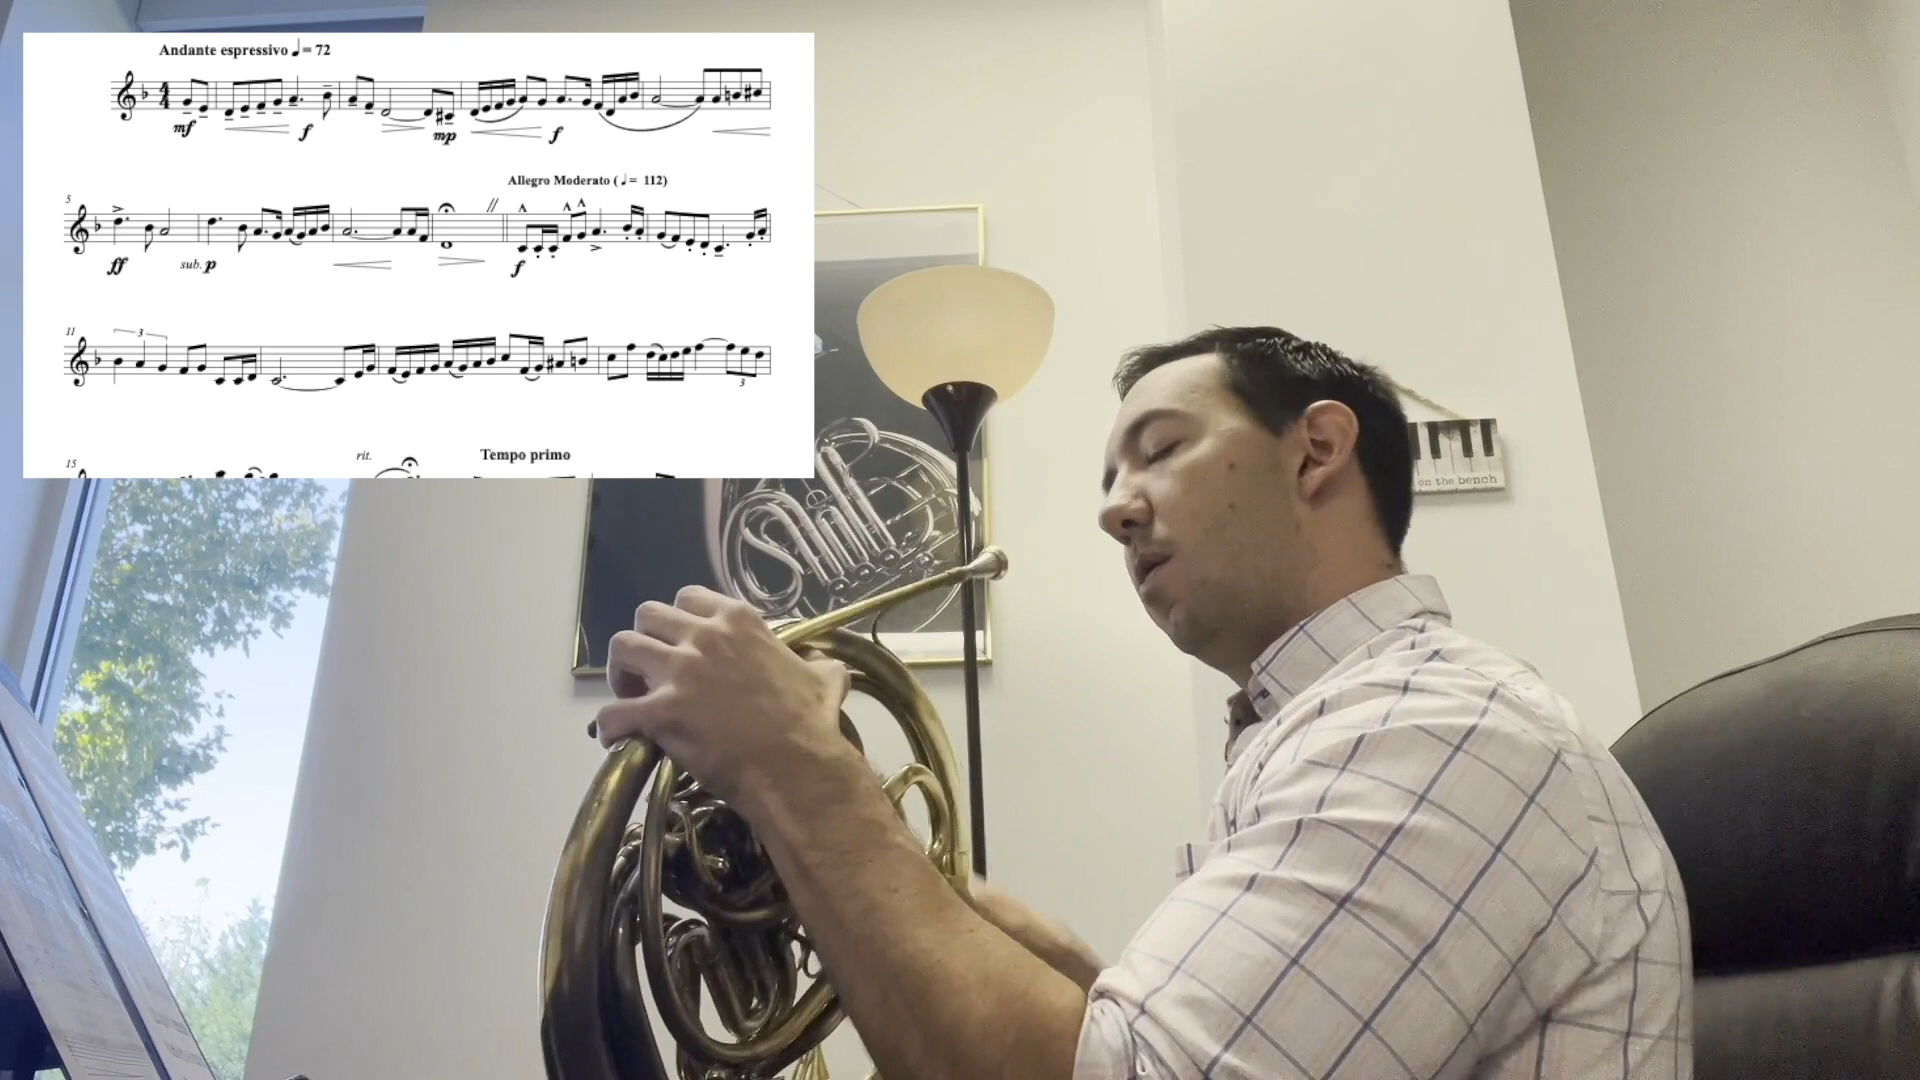 Andante espressivo ♩= 72
mf f mp f
5
Allegro Moderato (♩= 112)
ff sub. p f
11
3 3
15 rit. Tempo primo
on the bench